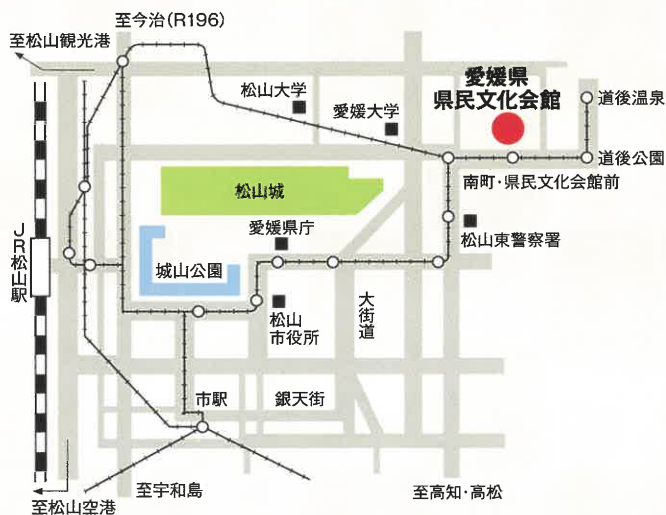 至今治(R196)
至松山観光港
愛媛県
県民文化会館
松山大学
愛媛大学
道後温泉
道後公園
南町・県民文化会館前
松山城
松山東警察署
愛媛県庁
城山公園
JR松山駅
松山
市役所
大街道
市駅
銀天街
至宇和島
至高知・高松
至松山空港